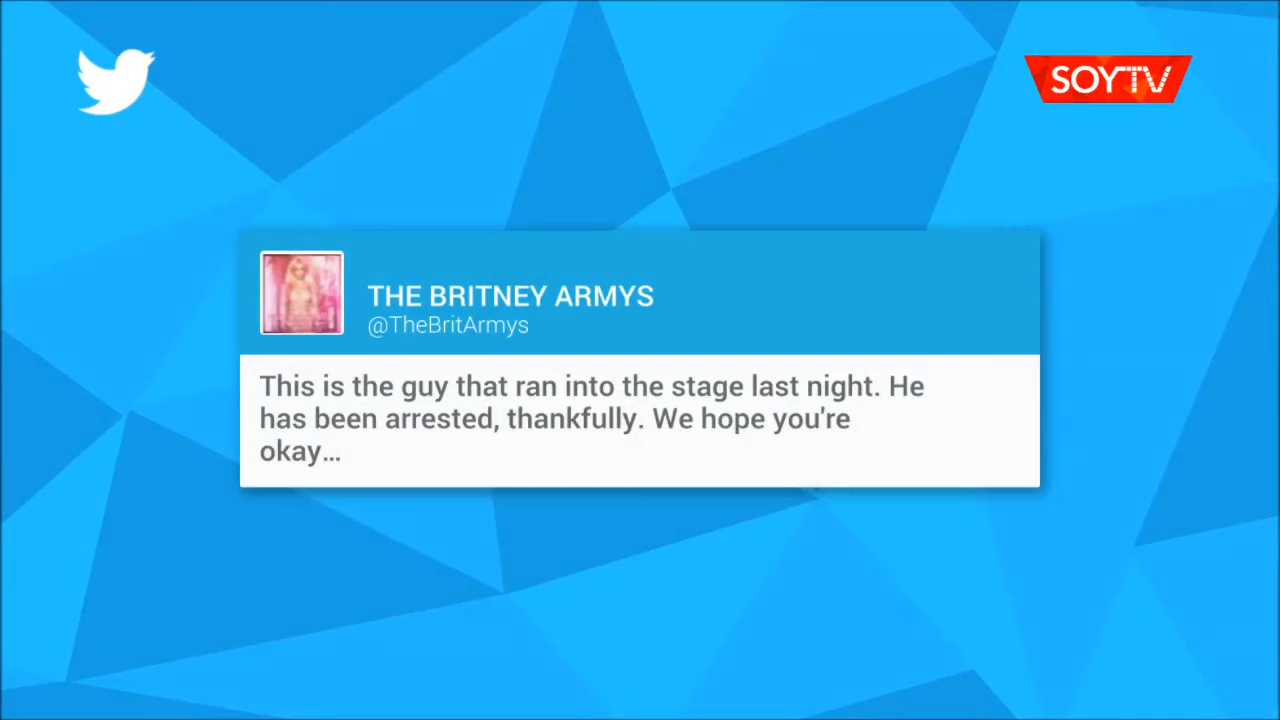 SOYTV
THE BRITNEY ARMYS
@TheBritArmys
This is the guy that ran into the stage last night. He
has been arrested, thankfully. We hope you're
okay...